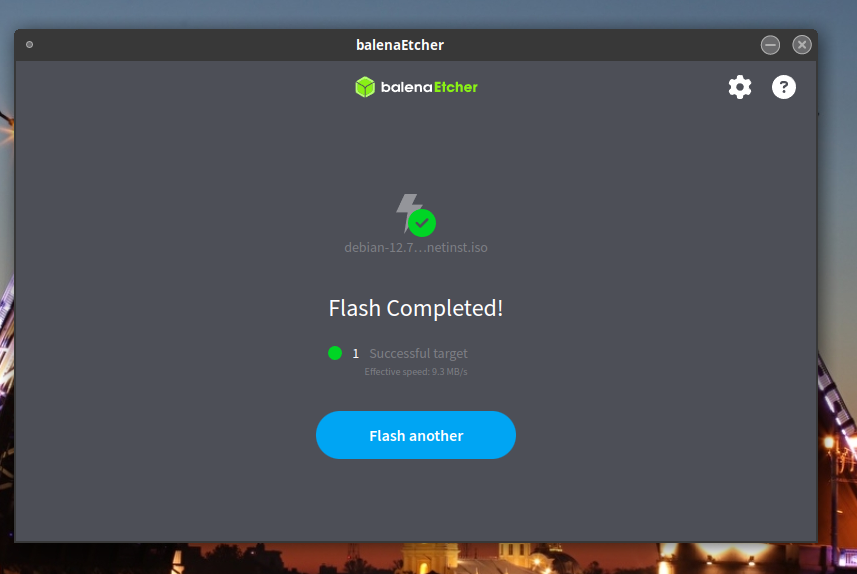 balenaEtcher
balenaEtcher
?
debian-12.7...netinst.iso
Flash Completed!
1 Successful target
Effective speed: 9.3 MB/s
Flash another